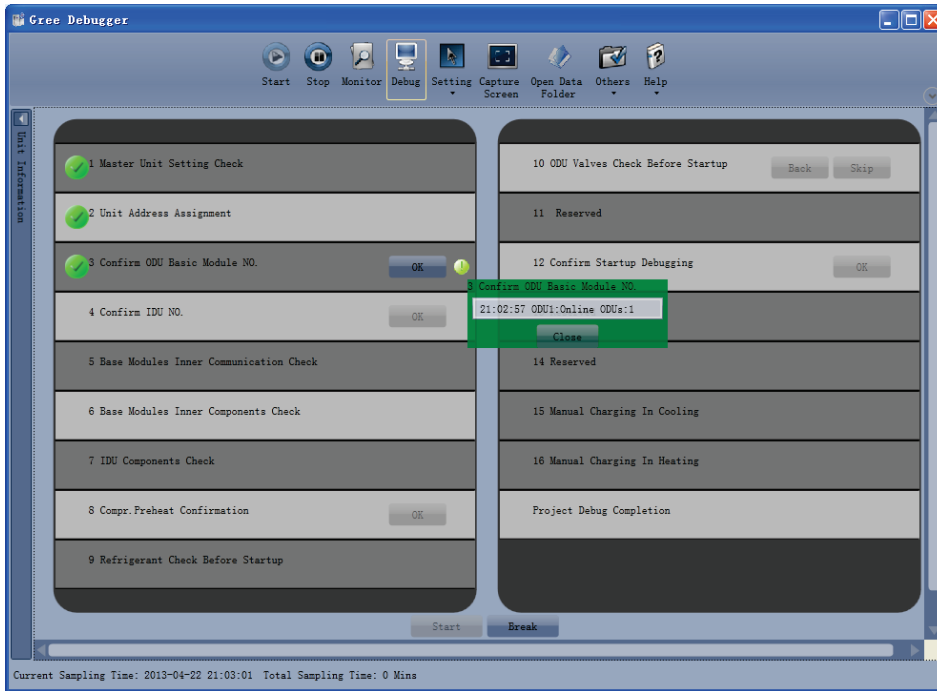 Gree Debugger
Start Stop Monitor Debug Setting Capture Screen Open Data Folder Others Help
Unit Information
1 Master Unit Setting Check
2 Unit Address Assignment
3 Confirm ODU Basic Module NO. OK
4 Confirm IDU NO. OK
5 Base Modules Inner Communication Check
6 Base Modules Inner Components Check
7 IDU Components Check
8 Compr.Preheat Confirmation OK
9 Refrigerant Check Before Startup
10 ODU Valves Check Before Startup Back Skip
11 Reserved
12 Confirm Startup Debugging OK
3 Confirm ODU Basic Module NO.
21:02:57 ODU1:Online ODUs:1
Close
14 Reserved
15 Manual Charging In Cooling
16 Manual Charging In Heating
Project Debug Completion
Start Break
Current Sampling Time: 2013-04-22 21:03:01 Total Sampling Time: 0 Mins